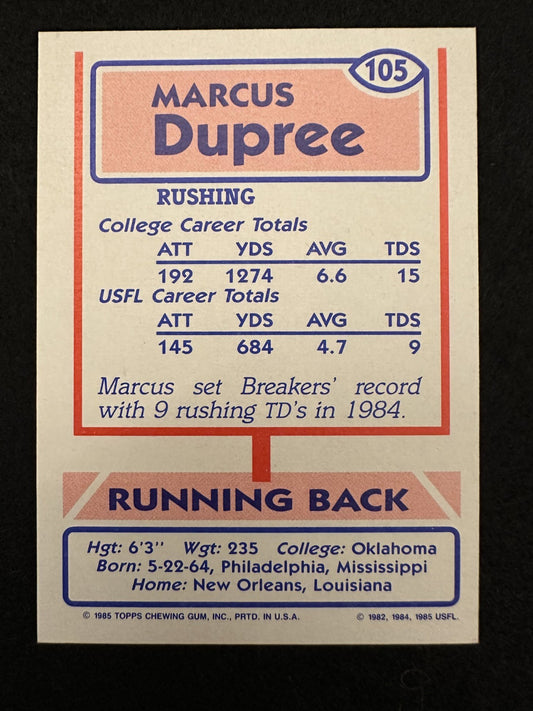 105
MARCUS
Dupree
RUSHING
College Career Totals
ATT YDS AVG TDS
192 1274 6.6 15
USFL Career Totals
ATT YDS AVG TDS
145 684 4.7 9
Marcus set Breakers' record
with 9 rushing TD's in 1984.
RUNNING BACK
Hgt: 6'3" Wgt: 235 College: Oklahoma
Born: 5-22-64, Philadelphia, Mississippi
Home: New Orleans, Louisiana
© 1985 TOPPS CHEWING GUM, INC., PRTD. IN U.S.A. © 1982, 1984, 1985 USFL.